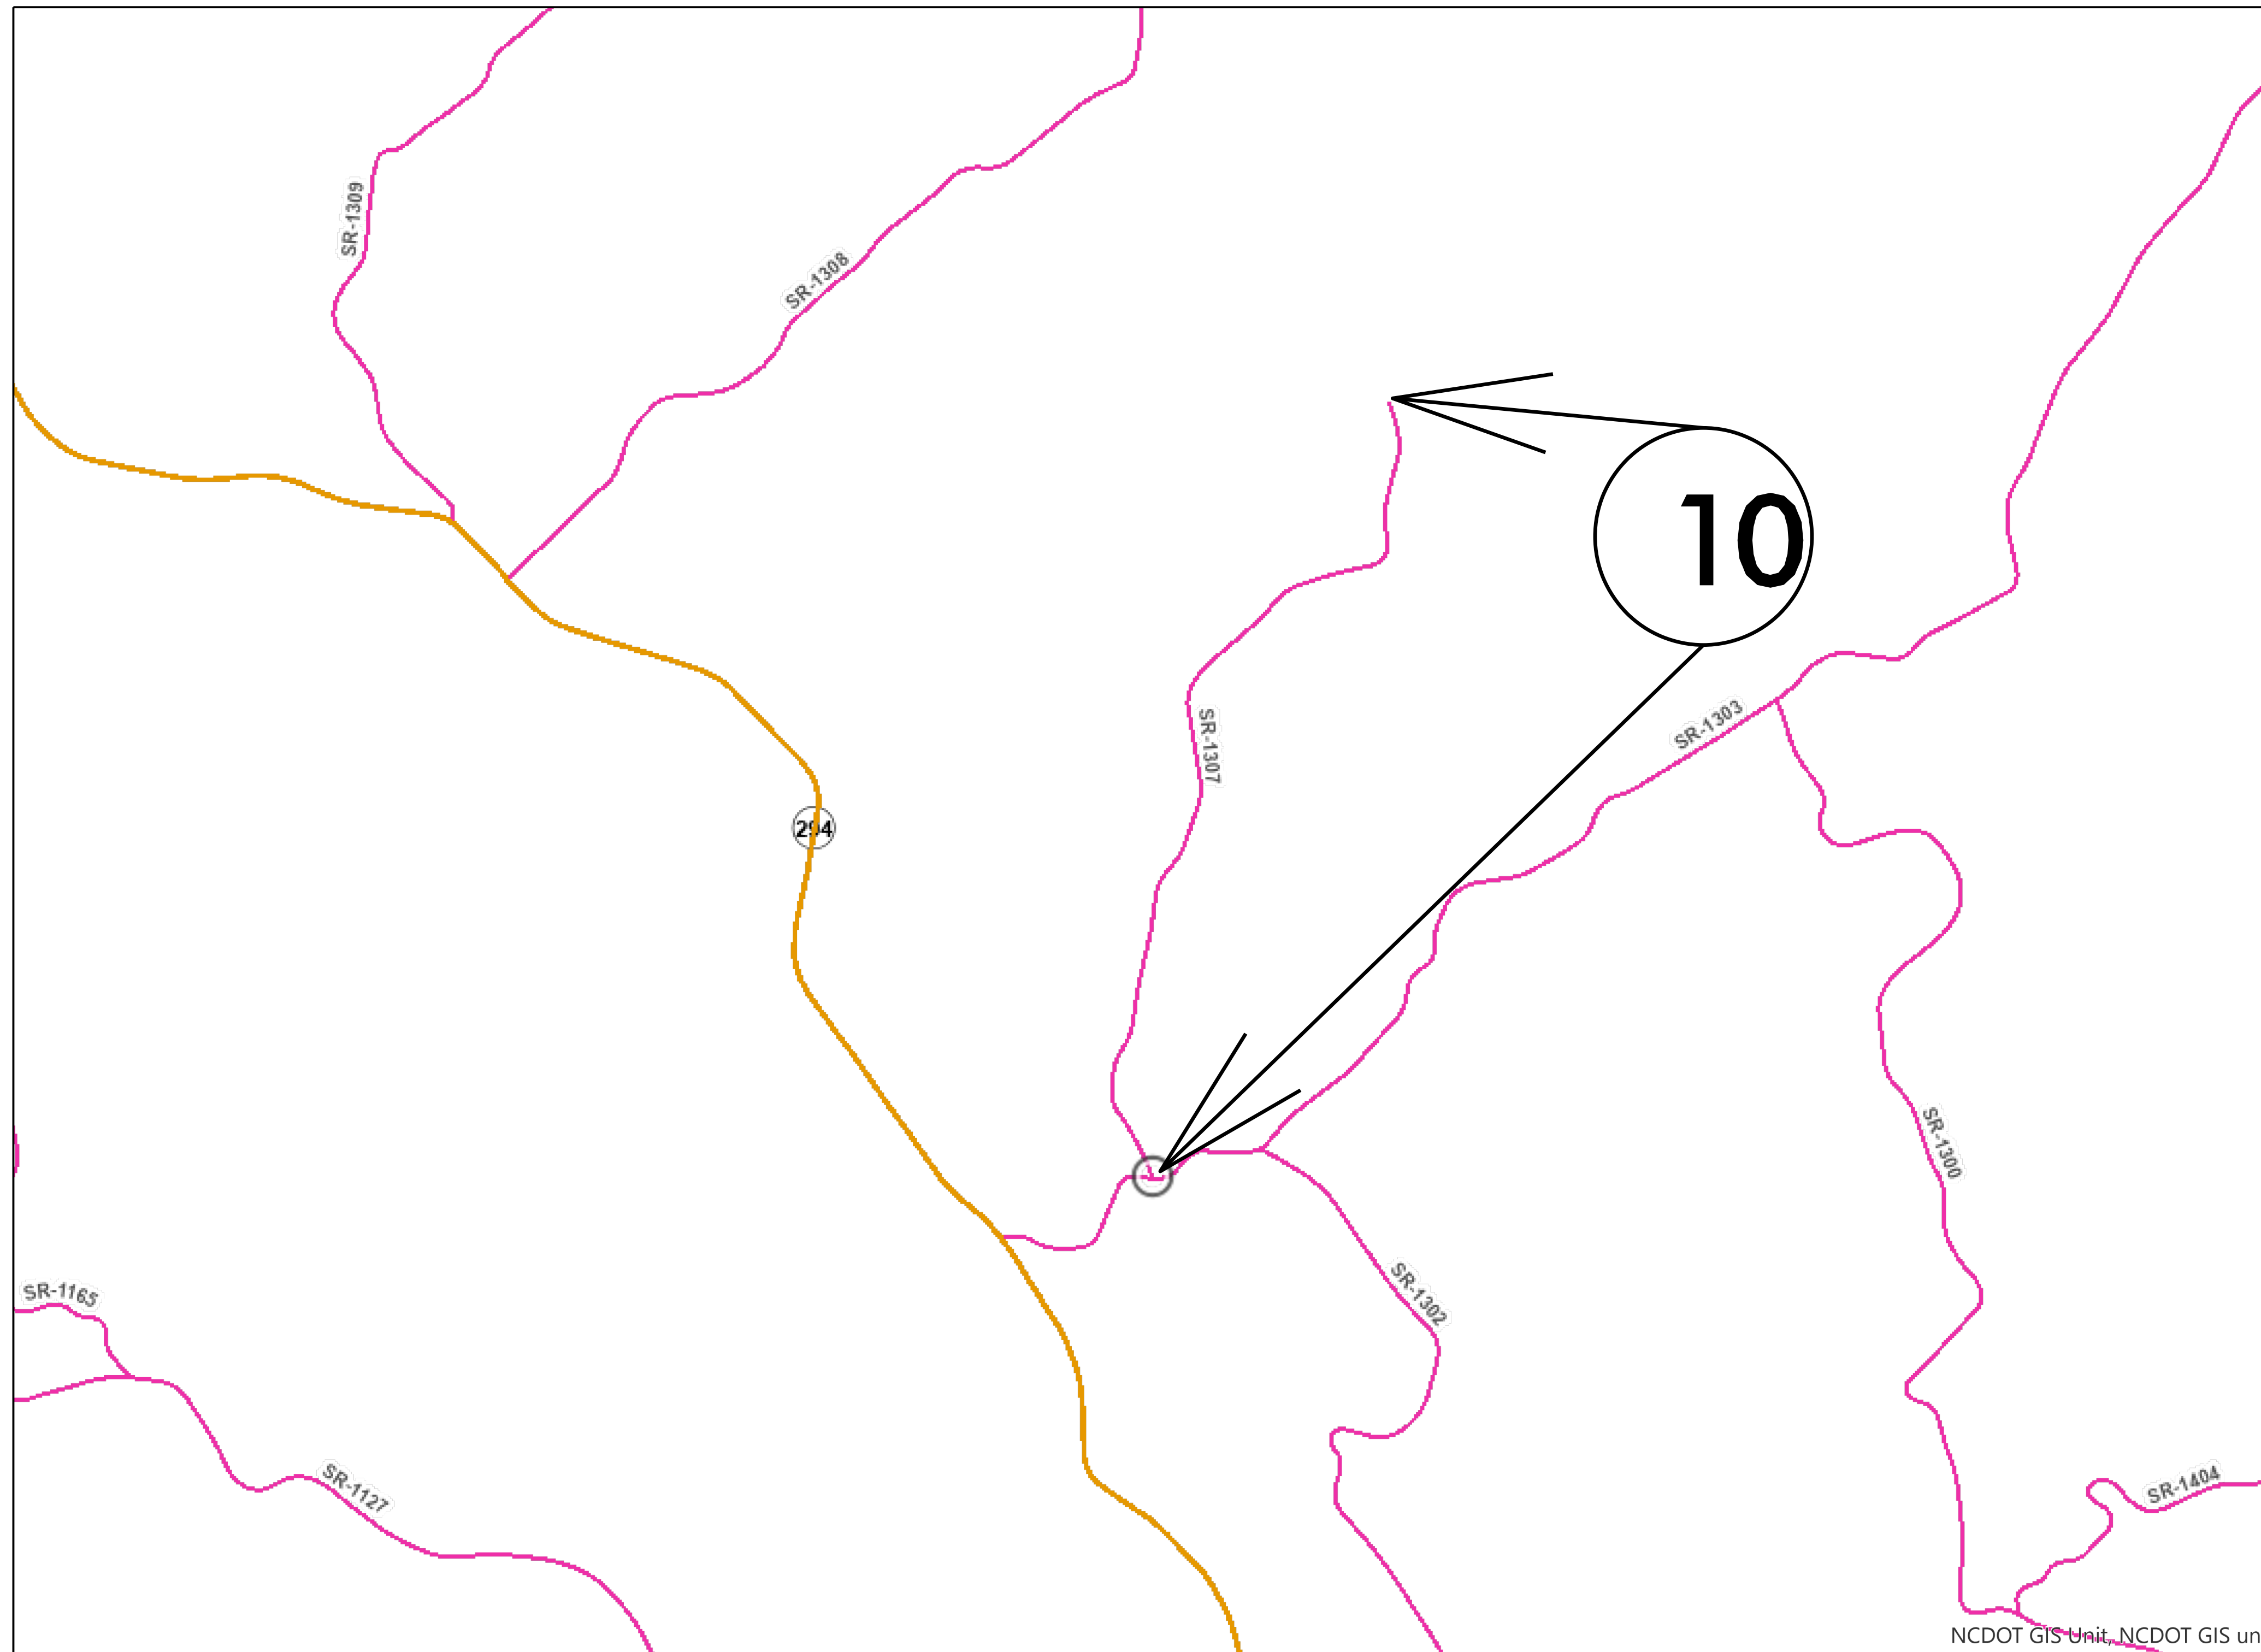 SR-1309
SR-1308
10
SR-1307
SR-1303
294
SR-1300
SR-1302
SR-1165
SR-1127
SR-1404
NCDOT GIS Unit, NCDOT GIS un